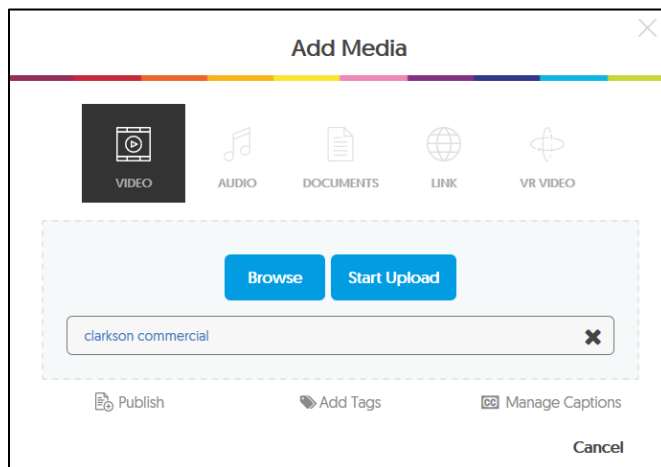 Add Media
VIDEO AUDIO DOCUMENTS LINK VR VIDEO
Browse Start Upload
clarkson commercial
Publish Add Tags CC Manage Captions
Cancel